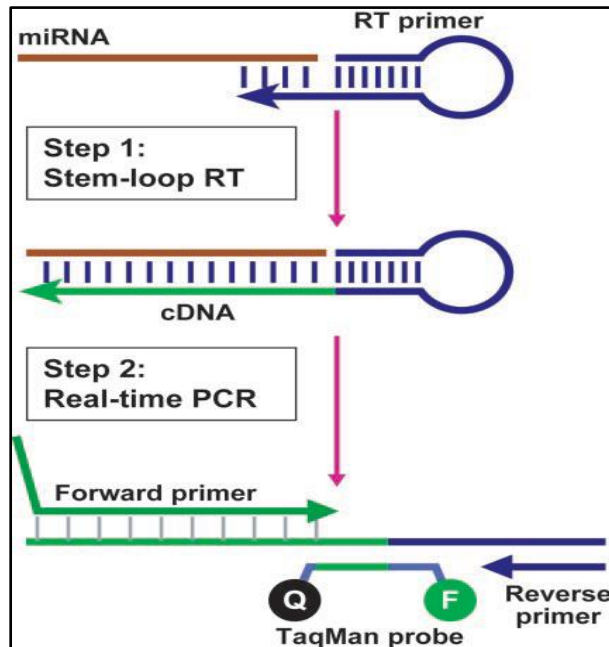 RT primer
miRNA
Step 1:
Stem-loop RT
cDNA
Step 2:
Real-time PCR
Forward primer
Q
F
Reverse
primer
TaqMan probe